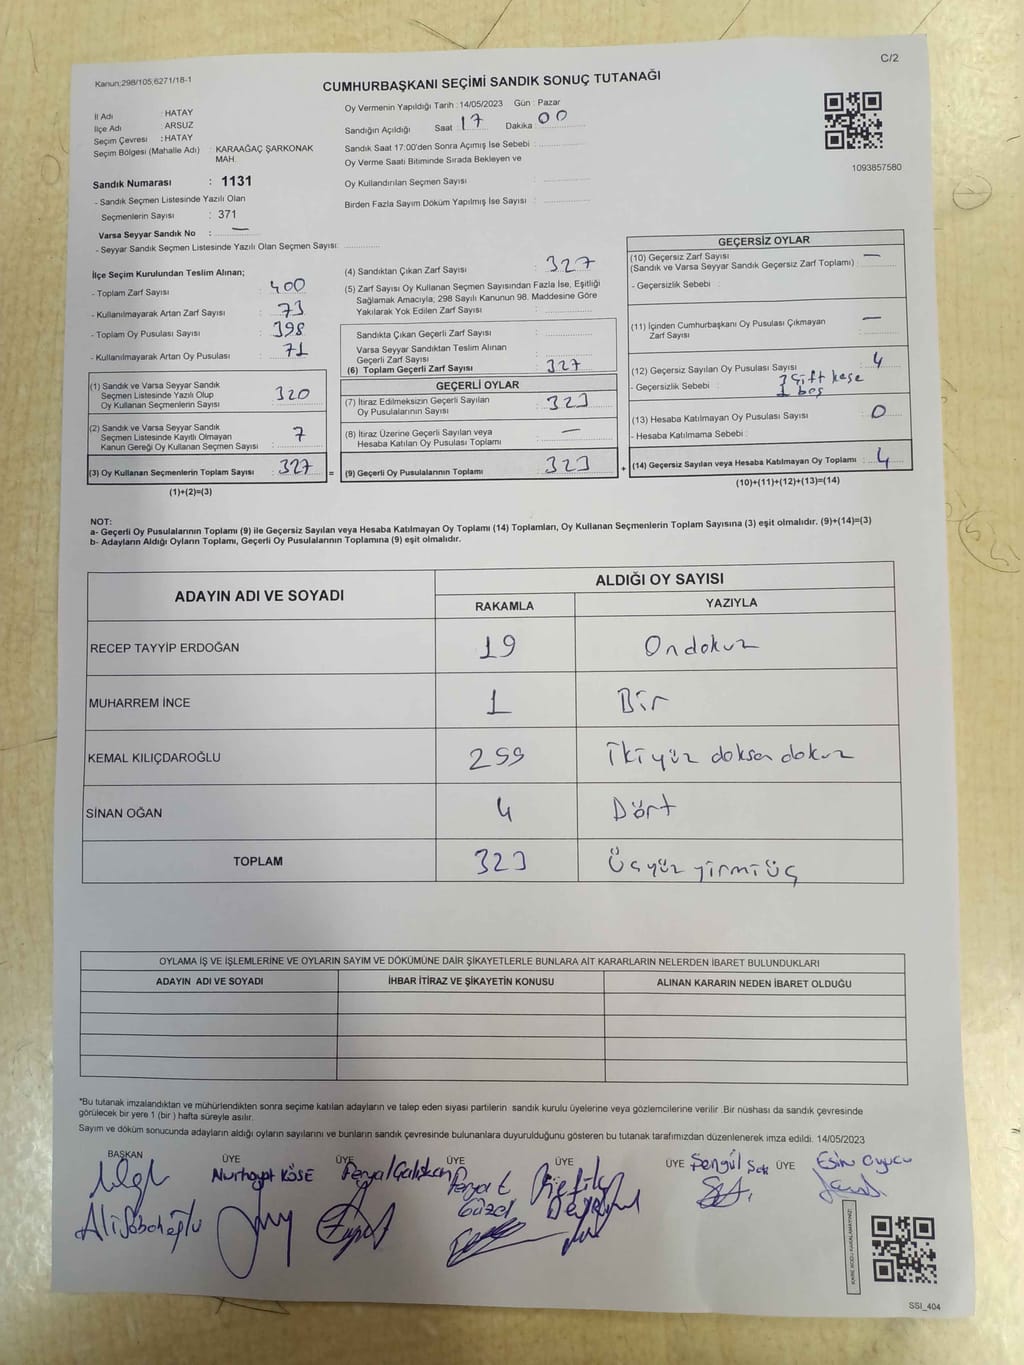 C/2
Kanun:298/105;6271/18-1
CUMHURBAŞKANI SEÇİMİ SANDIK SONUÇ TUTANAĞI
İl Adı : HATAY
İlçe Adı : ARSUZ
Seçim Çevresi : HATAY
Seçim Bölgesi (Mahalle Adı) : KARAAĞAÇ ŞARKONAK MAH.
Sandık Numarası : 1131
- Sandık Seçmen Listesinde Yazılı Olan
Seçmenlerin Sayısı : 371
Varsa Seyyar Sandık No : —
- Seyyar Sandık Seçmen Listesinde Yazılı Olan Seçmen Sayısı:
Oy Vermenin Yapıldığı Tarih : 14/05/2023 Gün : Pazar
Sandığın Açıldığı Saat : 17 Dakika : 00
Sandık Saat 17:00'den Sonra Açımış İse Sebebi :
Oy Verme Saati Bitiminde Sırada Bekleyen ve
Oy Kullandırılan Seçmen Sayısı :
Birden Fazla Sayım Döküm Yapılmış İse Sayısı :
1093857580
İlçe Seçim Kurulundan Teslim Alınan;
- Toplam Zarf Sayısı : 400
- Kullanılmayarak Artan Zarf Sayısı : 73
- Toplam Oy Pusulası Sayısı : 398
- Kullanılmayarak Artan Oy Pusulası : 71
(1) Sandık ve Varsa Seyyar Sandık
Seçmen Listesinde Yazılı Olup
Oy Kullanan Seçmenlerin Sayısı : 320
(2) Sandık ve Varsa Seyyar Sandık
Seçmen Listesinde Kayıtlı Olmayan
Kanun Gereği Oy Kullanan Seçmen Sayısı : 7
(3) Oy Kullanan Seçmenlerin Toplam Sayısı : 327 =
(1)+(2)=(3)
(4) Sandıktan Çıkan Zarf Sayısı : 327
(5) Zarf Sayısı Oy Kullanan Seçmen Sayısından Fazla İse, Eşitliği
Sağlamak Amacıyla, 298 Sayılı Kanunun 98. Maddesine Göre
Yakılarak Yok Edilen Zarf Sayısı :
Sandıkta Çıkan Geçerli Zarf Sayısı :
Varsa Seyyar Sandıktan Teslim Alınan
Geçerli Zarf Sayısı :
(6) Toplam Geçerli Zarf Sayısı : 327
GEÇERLİ OYLAR
(7) İtiraz Edilmeksizin Geçerli Sayılan
Oy Pusulalarının Sayısı : 323
(8) İtiraz Üzerine Geçerli Sayılan veya
Hesaba Katılan Oy Pusulası Toplamı : —
(9) Geçerli Oy Pusulalarının Toplamı : 323 +
GEÇERSİZ OYLAR
(10) Geçersiz Zarf Sayısı
(Sandık ve Varsa Seyyar Sandık Geçersiz Zarf Toplamı) : —
- Geçersizlik Sebebi :
(11) İçinden Cumhurbaşkanı Oy Pusulası Çıkmayan
Zarf Sayısı : —
(12) Geçersiz Sayılan Oy Pusulası Sayısı : 4
- Geçersizlik Sebebi : 3 Çift kaşe
1 boş
(13) Hesaba Katılmayan Oy Pusulası Sayısı : 0
- Hesaba Katılmama Sebebi :
(14) Geçersiz Sayılan veya Hesaba Katılmayan Oy Toplamı : 4
(10)+(11)+(12)+(13)=(14)
NOT:
a- Geçerli Oy Pusulalarının Toplamı (9) ile Geçersiz Sayılan veya Hesaba Katılmayan Oy Toplamı (14) Toplamları, Oy Kullanan Seçmenlerin Toplam Sayısına (3) eşit olmalıdır. (9)+(14)=(3)
b- Adayların Aldığı Oyların Toplamı, Geçerli Oy Pusulalarının Toplamına (9) eşit olmalıdır.
ADAYIN ADI VE SOYADI ALDIĞI OY SAYISI
RAKAMLA YAZIYLA
RECEP TAYYİP ERDOĞAN 19 Ondokuz
MUHARREM İNCE 1 Bir
KEMAL KILIÇDAROĞLU 299 İkiyüz doksan dokuz
SİNAN OĞAN 4 Dört
TOPLAM 323 Üçyüz yirmi üç
OYLAMA İŞ VE İŞLEMLERİNE VE OYLARIN SAYIM VE DÖKÜMÜNE DAİR ŞİKAYETLERLE BUNLARA AİT KARARLARIN NELERDEN İBARET BULUNDUKLARI
ADAYIN ADI VE SOYADI İHBAR İTİRAZ VE ŞİKAYETİN KONUSU ALINAN KARARIN NEDEN İBARET OLDUĞU
*Bu tutanak imzalandıktan ve mühürlendikten sonra seçime katılan adayların ve talep eden siyasi partilerin sandık kurulu üyelerine veya gözlemcilerine verilir .Bir nüshası da sandık çevresinde
görülecek bir yere 1 (bir ) hafta süreyle asılır.
Sayım ve döküm sonucunda adayların aldığı oyların sayılarını ve bunların sandık çevresinde bulunanlara duyurulduğunu gösteren bu tutanak tarafımızdan düzenlenerek imza edildi. 14/05/2023
BAŞKAN ÜYE ÜYE ÜYE ÜYE ÜYE ÜYE
Nurhayat KÖSE
Şengül
Esin
Güzel
SSI_404